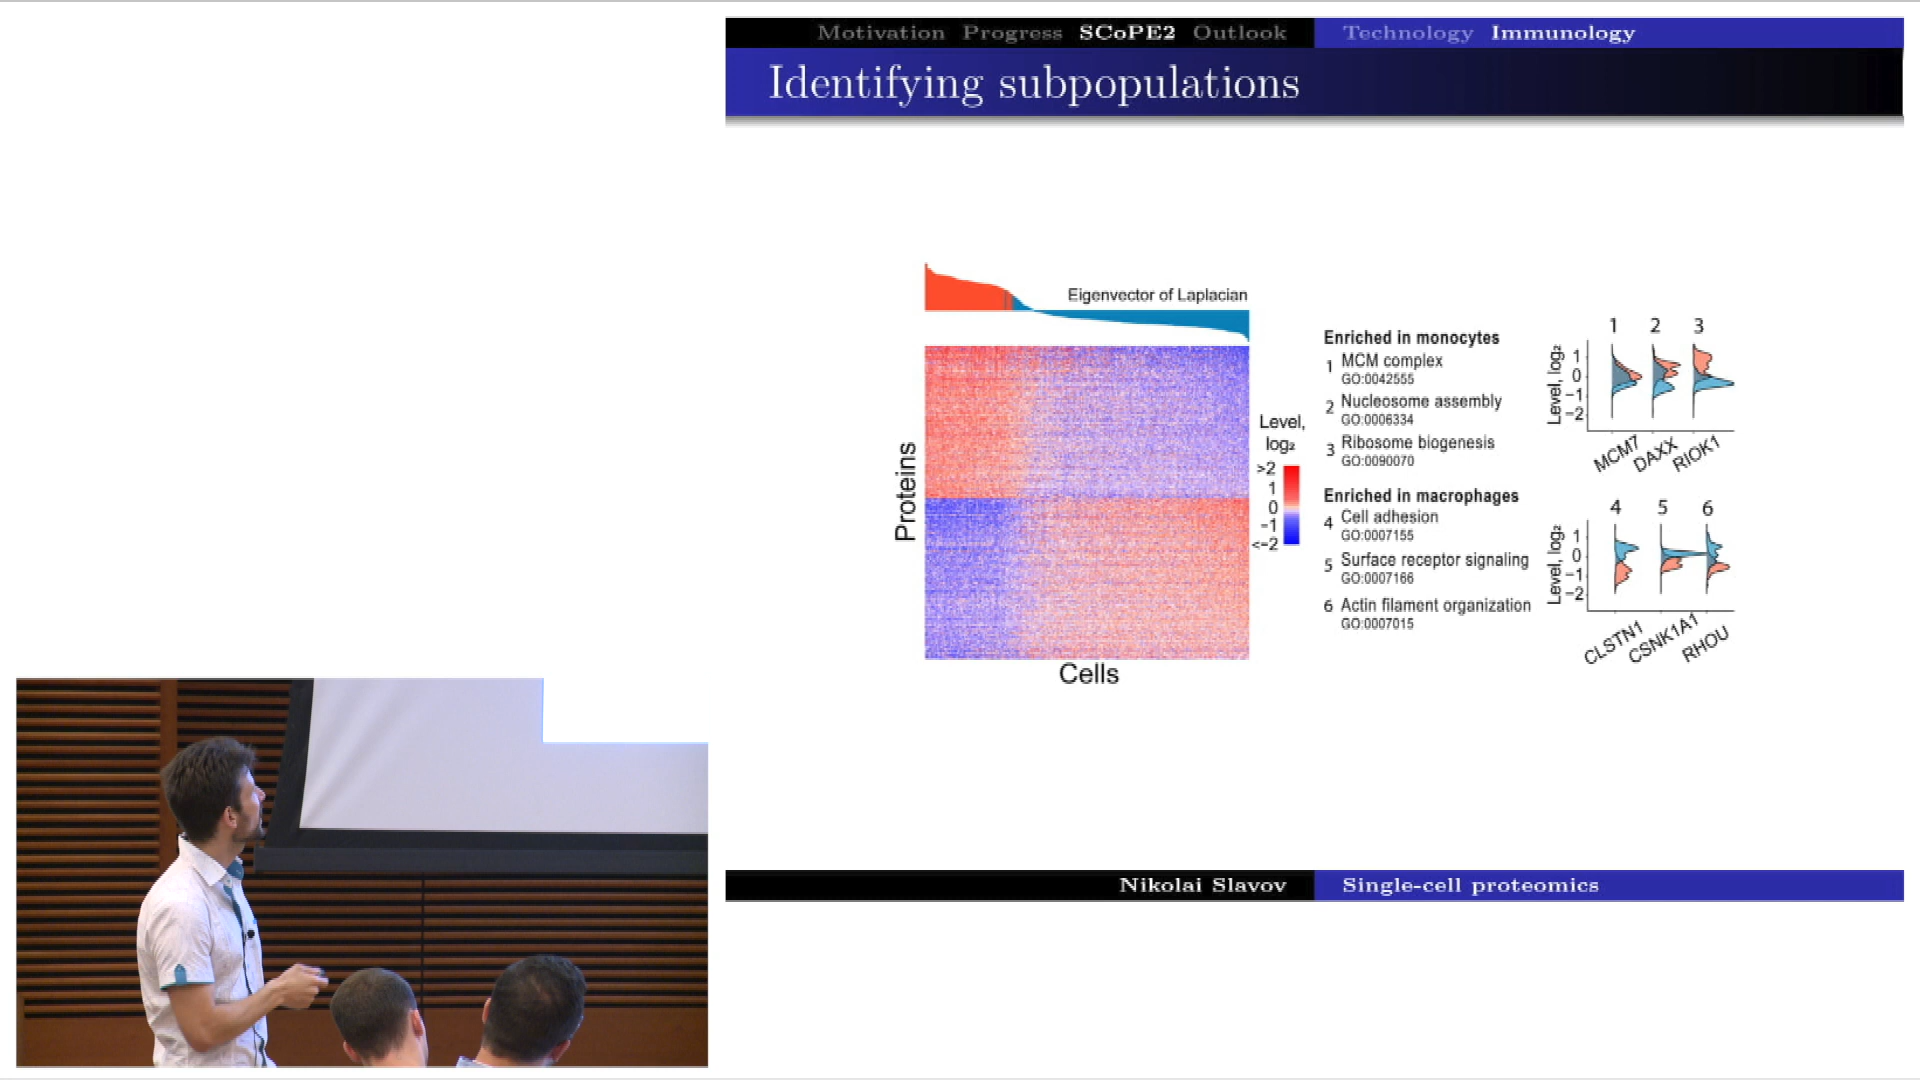 Motivation Progress SCoPE2 Outlook Technology Immunology
Identifying subpopulations
Eigenvector of Laplacian
Proteins
Cells
Level,
log₂
>2
1
0
−1
<−2
Enriched in monocytes
1 MCM complex
GO:0042555
2 Nucleosome assembly
GO:0006334
3 Ribosome biogenesis
GO:0090070
Enriched in macrophages
4 Cell adhesion
GO:0007155
5 Surface receptor signaling
GO:0007166
6 Actin filament organization
GO:0007015
1 2 3
Level, log₂
1
0
−1
−2
MCM7 DAXX RIOK1
4 5 6
Level, log₂
1
0
−1
−2
CLSTN1 CSNK1A1 RHOU
Nikolai Slavov Single-cell proteomics